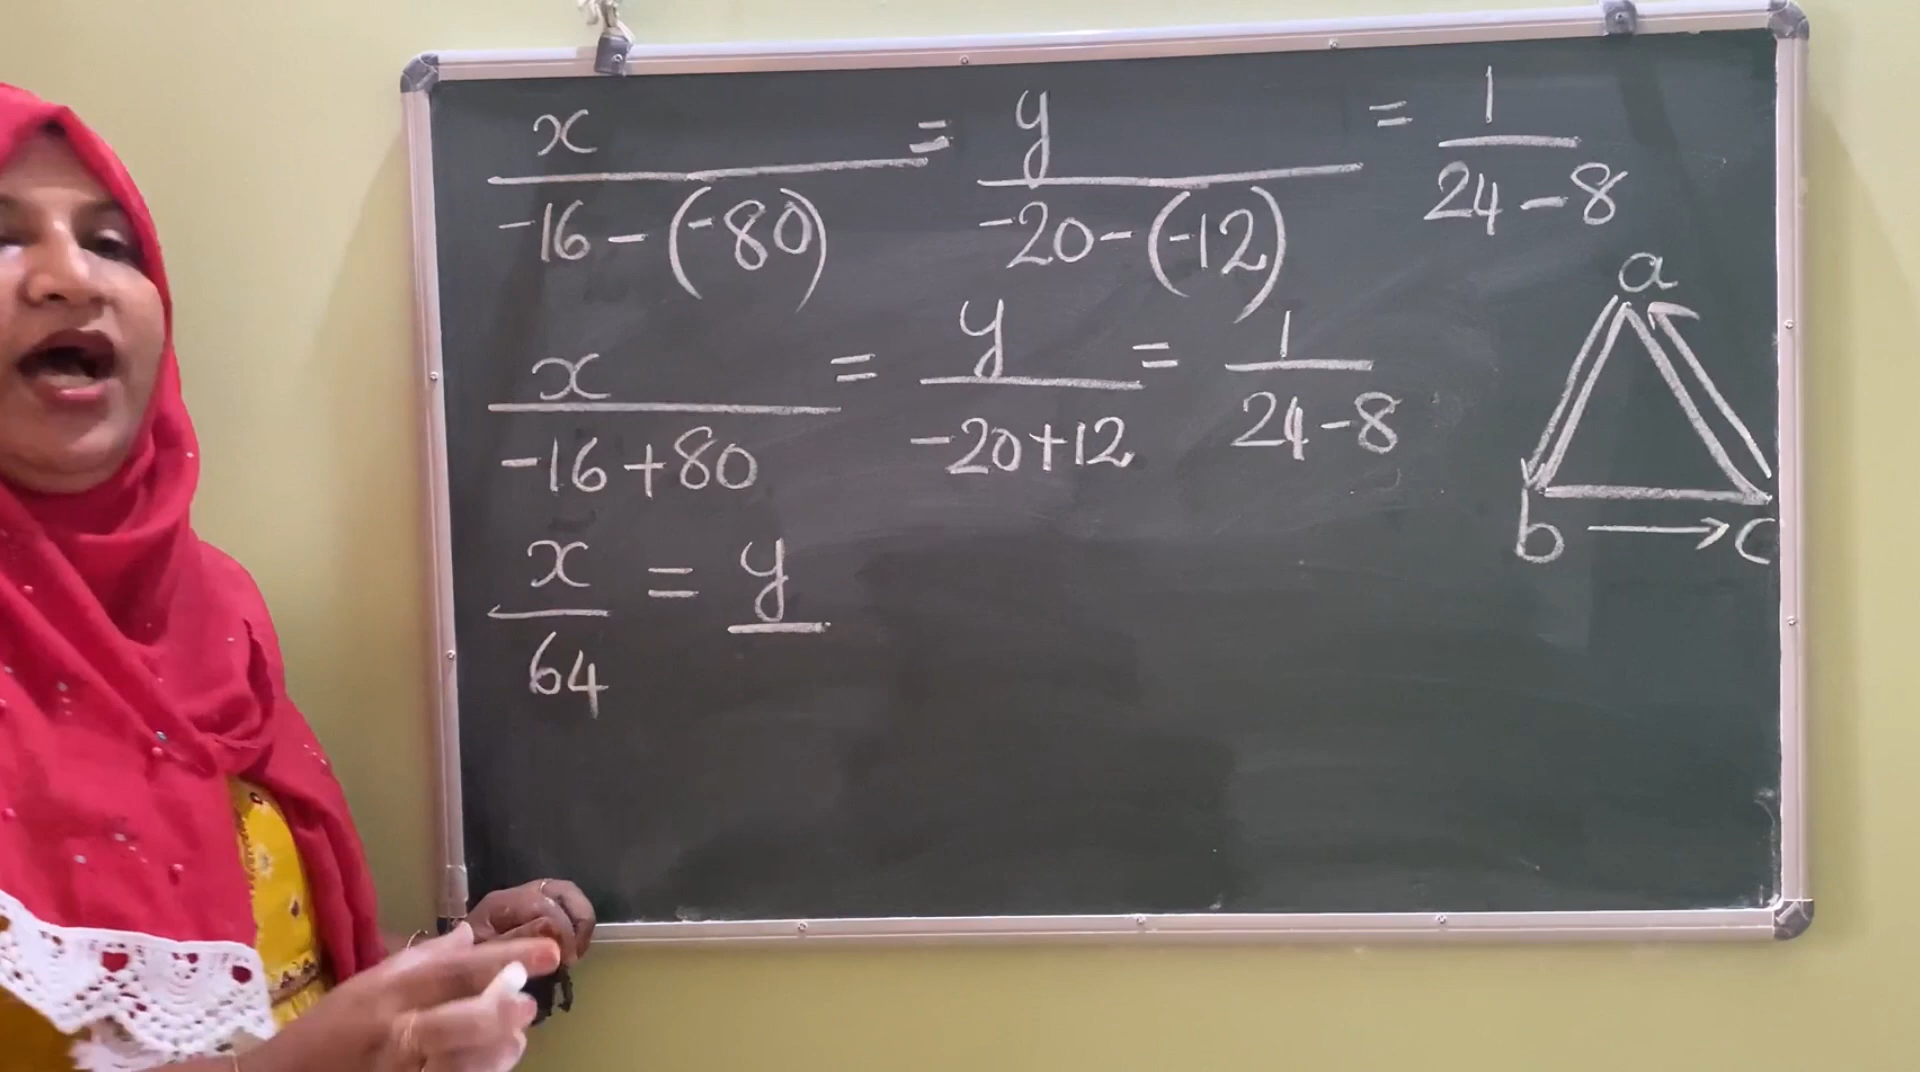 x/-16-(-80) = y/-20-(-12) = 1/24-8
x/-16+80 = y/-20+12 = 1/24-8
x/64 = y
a
b → c